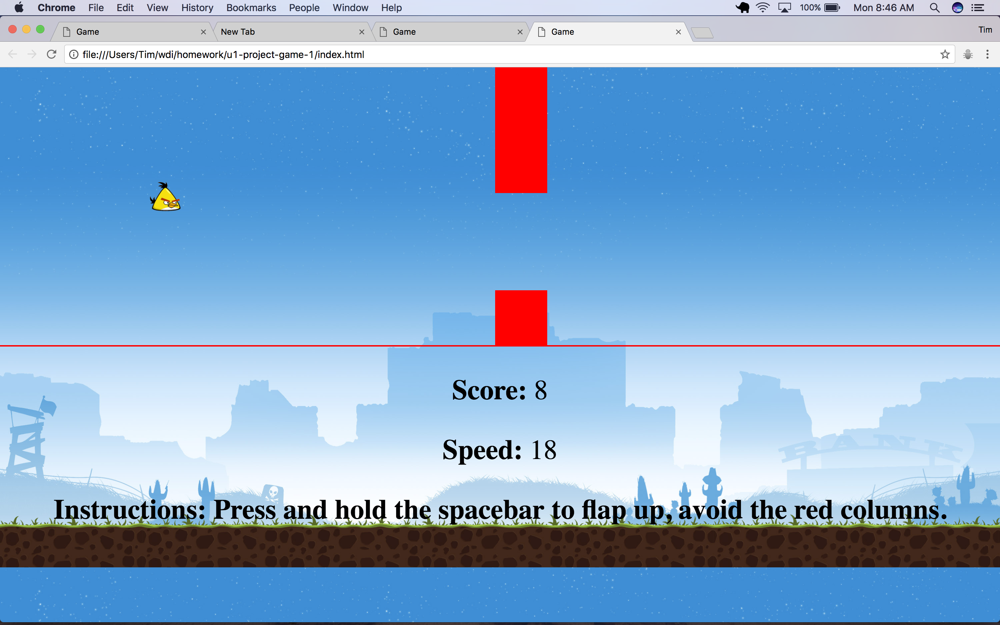 Chrome File Edit View History Bookmarks People Window Help 100% Mon 8:46 AM
Game New Tab Game Game Tim
file:///Users/Tim/wdi/homework/u1-project-game-1/index.html
BANK
Score: 8
Speed: 18
Instructions: Press and hold the spacebar to flap up, avoid the red columns.